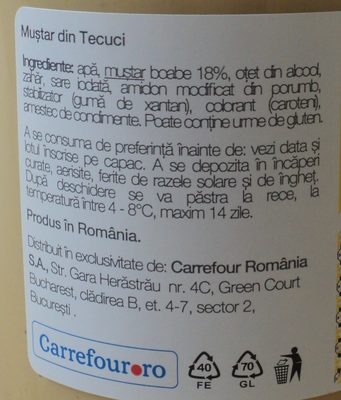 Muștar din Tecuci
Ingrediente: apă, muștar boabe 18%, oțet din alcool,
zahăr, sare iodată, amidon modificat din porumb,
stabilizator (gumă de xantan), colorant (caroteni),
amestec de condimente. Poate conține urme de gluten.
A se consuma de preferință înainte de: vezi data și
lotul înscrise pe capac. A se depozita în încăperi
curate, aerisite, ferite de razele solare și de îngheț.
După deschidere se va păstra la rece, la
temperatură între 4 - 8°C, maxim 14 zile.
Produs în România.
Distribuit în exclusivitate de: Carrefour România
S.A, Str. Gara Herăstrău nr. 4C, Green Court
Bucharest, clădirea B, et. 4-7, sector 2,
București .
Carrefour.ro
40 70
FE GL